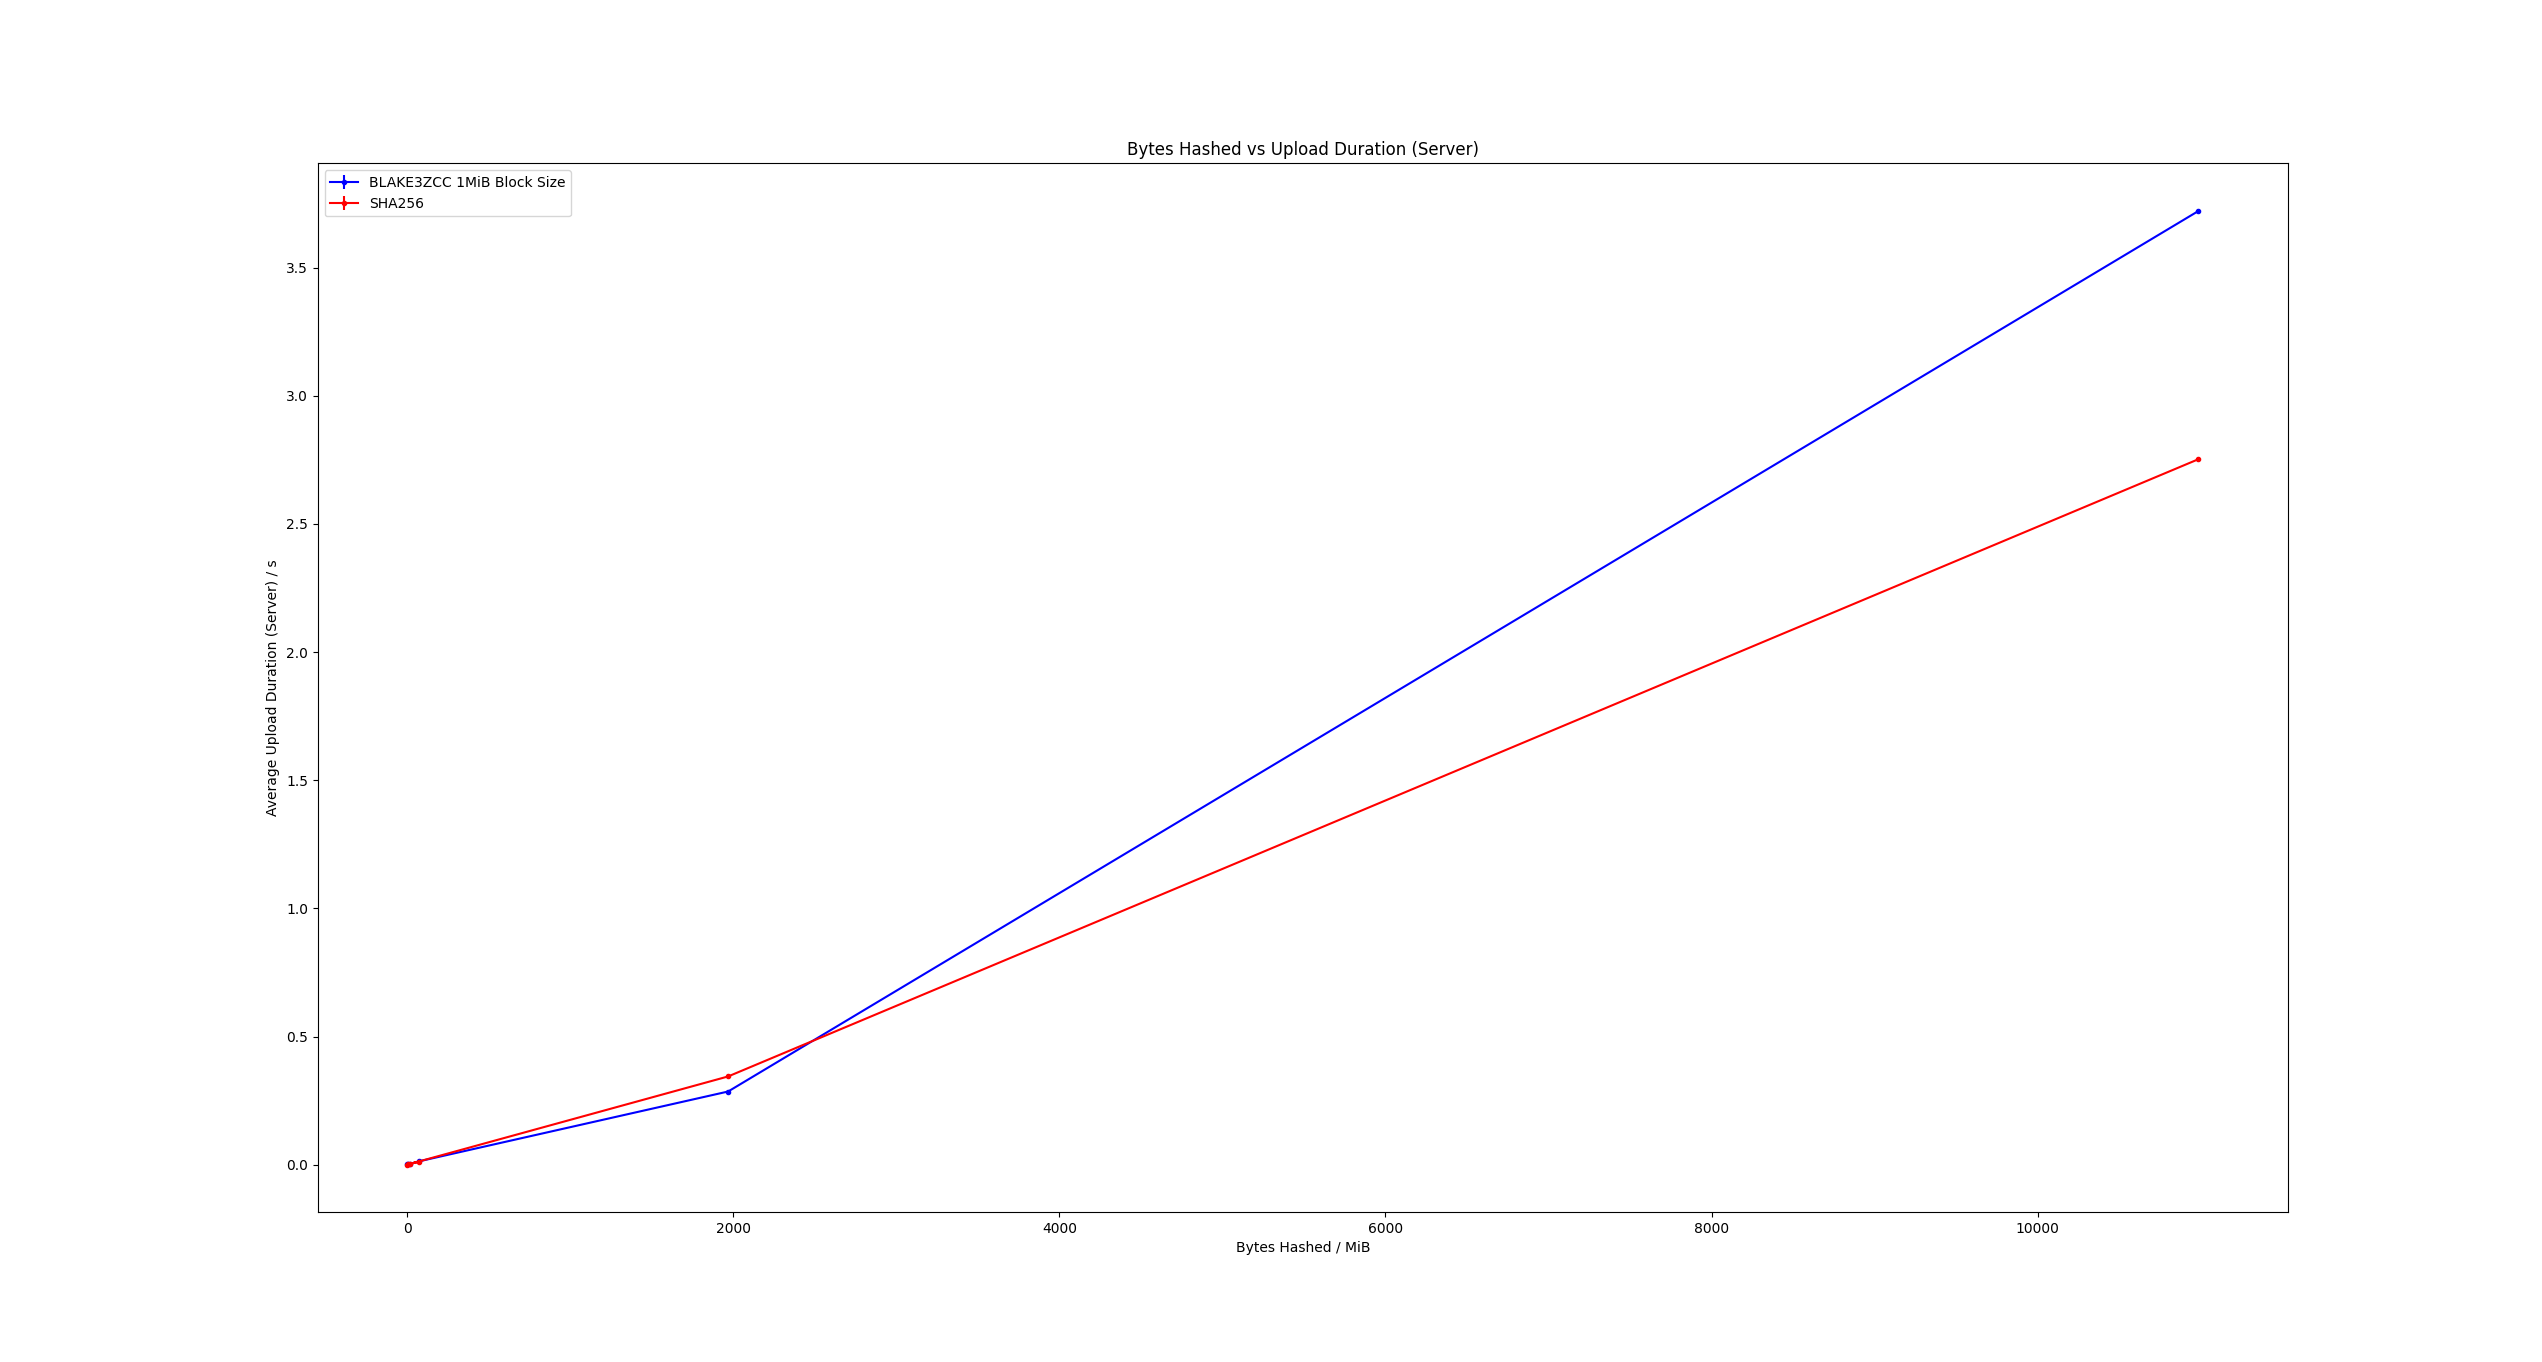 Bytes Hashed vs Upload Duration (Server)
BLAKE3ZCC 1MiB Block Size
SHA256
3.5
3.0
2.5
2.0
1.5
1.0
0.5
0.0
Average Upload Duration (Server) / s
0 2000 4000 6000 8000 10000
Bytes Hashed / MiB